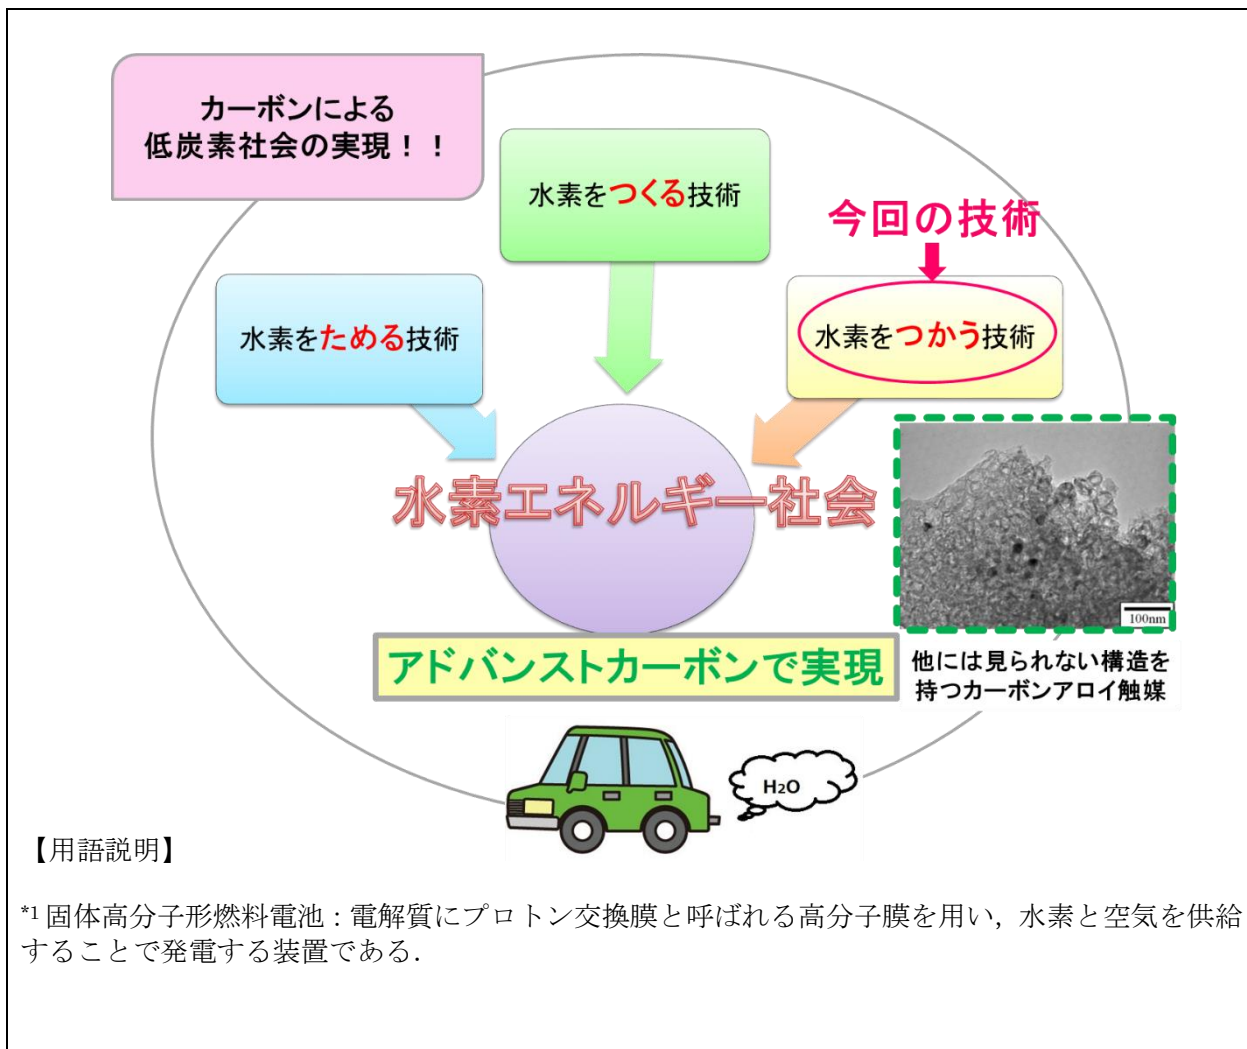 カーボンによる
低炭素社会の実現！！
水素をつくる技術
今回の技術
水素をためる技術
水素をつかう技術
水素エネルギー社会
100nm
アドバンストカーボンで実現
他には見られない構造を
持つカーボンアロイ触媒
H₂O
【用語説明】
*1 固体高分子形燃料電池：電解質にプロトン交換膜と呼ばれる高分子膜を用い，水素と空気を供給
することで発電する装置である．